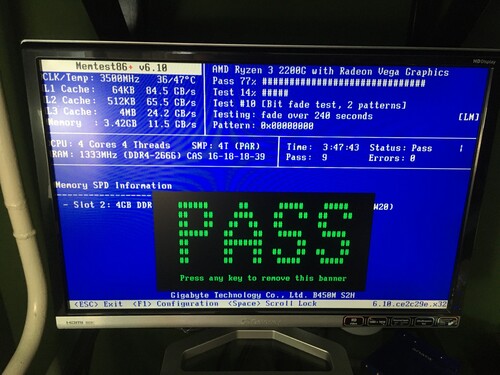 Memtest86+ v6.10
AMD Ryzen 3 2200G with Radeon Vega Graphics
CLK/Temp: 3500MHz 36/47°C
Pass 77% ##############################
L1 Cache: 64KB 84.5 GB/s
Test 14% #####
L2 Cache: 512KB 65.5 GB/s
Test #10 [Bit fade test, 2 patterns]
L3 Cache: 4MB 24.2 GB/s
Testing: fade over 240 seconds [LM]
Memory : 3.42GB 11.5 GB/s
Pattern: 0x00000000
CPU: 4 Cores 4 Threads SMP: 4T (PAR)
Time: 3:47:43 Status: Pass
RAM: 1333MHz (DDR4-2666) CAS 16-18-18-39
Pass: 9 Errors: 0
Memory SPD Information
- Slot 2: 4GB DDR W20)
PASS
Press any key to remove this banner
Gigabyte Technology Co., Ltd. B450M S2H
<ESC> Exit <F1> Configuration <Space> Scroll Lock 6.10.ce2c29e.x32